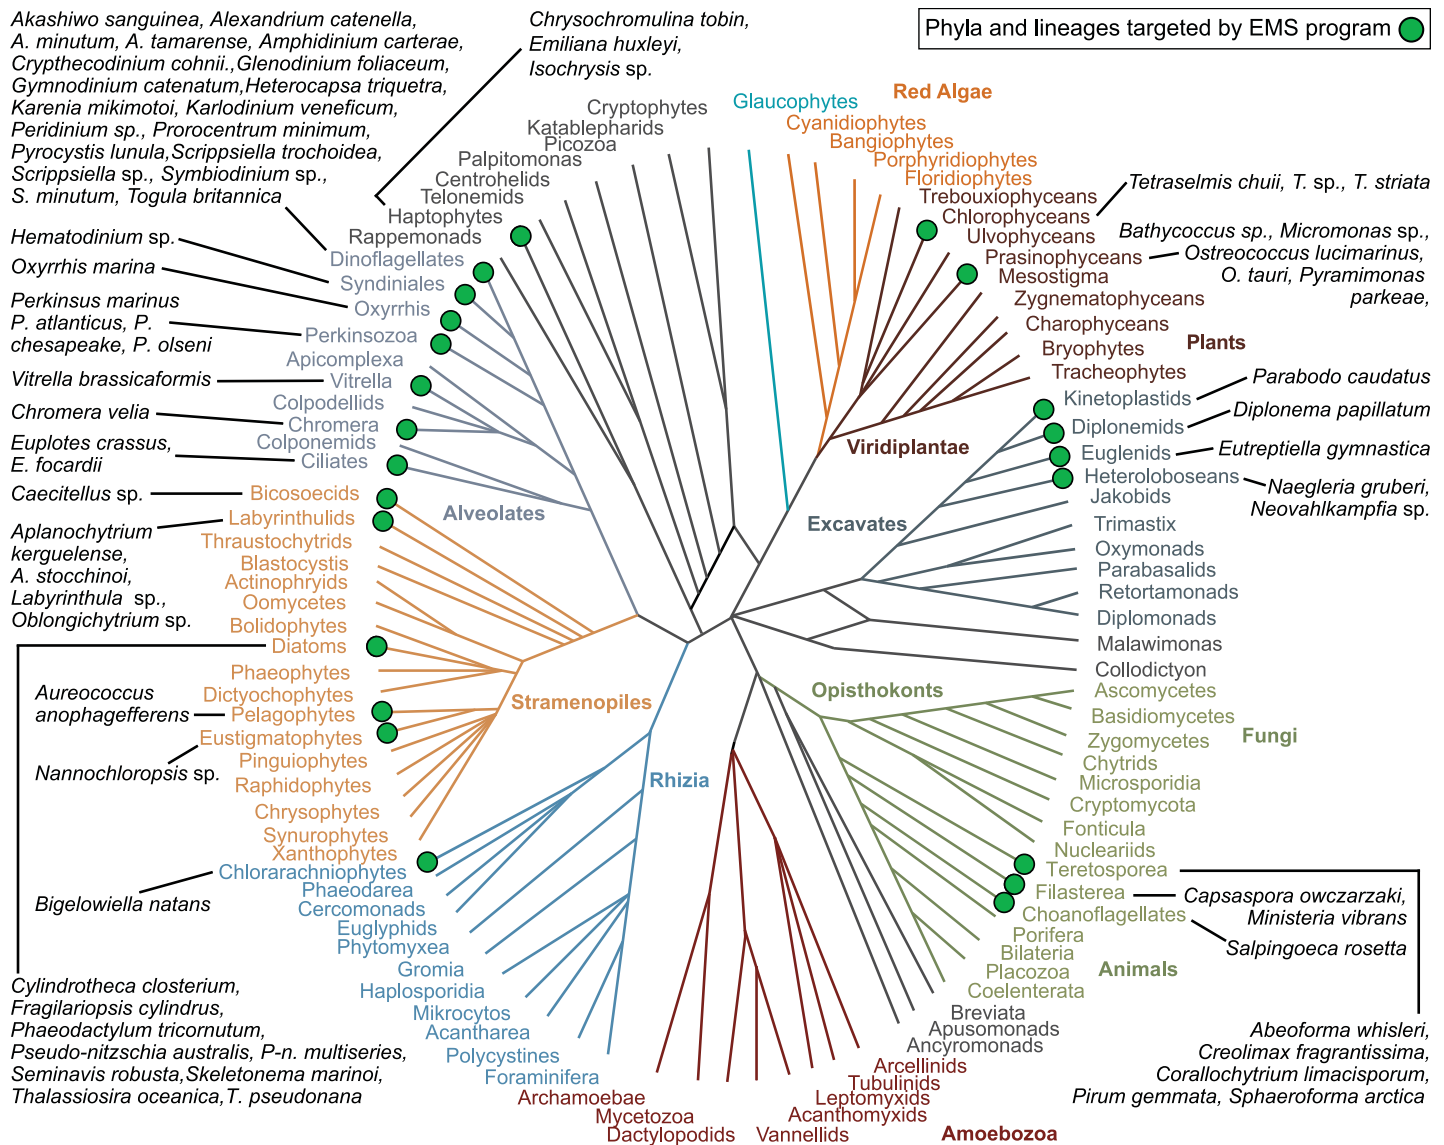 Akashiwo sanguinea, Alexandrium catenella,
A. minutum, A. tamarense, Amphidinium carterae,
Crypthecodinium cohnii.,Glenodinium foliaceum,
Gymnodinium catenatum,Heterocapsa triquetra,
Karenia mikimotoi, Karlodinium veneficum,
Peridinium sp., Prorocentrum minimum,
Pyrocystis lunula,Scrippsiella trochoidea,
Scrippsiella sp., Symbiodinium sp.,
S. minutum, Togula britannica
Hematodinium sp.
Oxyrrhis marina
Perkinsus marinus
P. atlanticus, P.
chesapeake, P. olseni
Vitrella brassicaformis
Chromera velia
Euplotes crassus,
E. focardii
Caecitellus sp.
Aplanochytrium
kerguelense,
A. stocchinoi,
Labyrinthula sp.,
Oblongichytrium sp.
Aureococcus
anophagefferens
Nannochloropsis sp.
Bigelowiella natans
Cylindrotheca closterium,
Fragilariopsis cylindrus,
Phaeodactylum tricornutum,
Pseudo-nitzschia australis, P-n. multiseries,
Seminavis robusta,Skeletonema marinoi,
Thalassiosira oceanica,T. pseudonana
Chrysochromulina tobin,
Emiliana huxleyi,
Isochrysis sp.
Phyla and lineages targeted by EMS program
Cryptophytes
Katablepharids
Picozoa
Palpitomonas
Centrohelids
Telonemids
Haptophytes
Rappemonads
Dinoflagellates
Syndiniales
Oxyrrhis
Perkinsozoa
Apicomplexa
Vitrella
Colpodellids
Chromera
Colponemids
Ciliates
Alveolates
Bicosoecids
Labyrinthulids
Thraustochytrids
Blastocystis
Actinophryids
Oomycetes
Bolidophytes
Diatoms
Phaeophytes
Dictyochophytes
Pelagophytes
Eustigmatophytes
Pinguiophytes
Raphidophytes
Chrysophytes
Synurophytes
Xanthophytes
Stramenopiles
Chlorarachniophytes
Phaeodarea
Cercomonads
Euglyphids
Phytomyxea
Gromia
Haplosporidia
Mikrocytos
Acantharea
Polycystines
Foraminifera
Rhizia
Archamoebae
Mycetozoa
Dactylopodids
Vannellids
Acanthomyxids
Leptomyxids
Tubulinids
Arcellinids
Amoebozoa
Ancyromonads
Apusomonads
Breviata
Glaucophytes
Red Algae
Cyanidiophytes
Bangiophytes
Porphyridiophytes
Floridiophytes
Trebouxiophyceans
Chlorophyceans
Ulvophyceans
Prasinophyceans
Mesostigma
Zygnematophyceans
Charophyceans
Bryophytes
Plants
Tracheophytes
Viridiplantae
Kinetoplastids
Diplonemids
Euglenids
Heteroloboseans
Jakobids
Excavates
Trimastix
Oxymonads
Parabasalids
Retortamonads
Diplomonads
Malawimonas
Collodictyon
Opisthokonts
Ascomycetes
Basidiomycetes
Zygomycetes
Fungi
Chytrids
Microsporidia
Cryptomycota
Fonticula
Nucleariids
Teretosporea
Filasterea
Choanoflagellates
Porifera
Bilateria
Placozoa
Animals
Coelenterata
Tetraselmis chuii, T. sp., T. striata
Bathycoccus sp., Micromonas sp.,
Ostreococcus lucimarinus,
O. tauri, Pyramimonas
parkeae,
Parabodo caudatus
Diplonema papillatum
Eutreptiella gymnastica
Naegleria gruberi,
Neovahlkampfia sp.
Capsaspora owczarzaki,
Ministeria vibrans
Salpingoeca rosetta
Abeoforma whisleri,
Creolimax fragrantissima,
Corallochytrium limacisporum,
Pirum gemmata, Sphaeroforma arctica